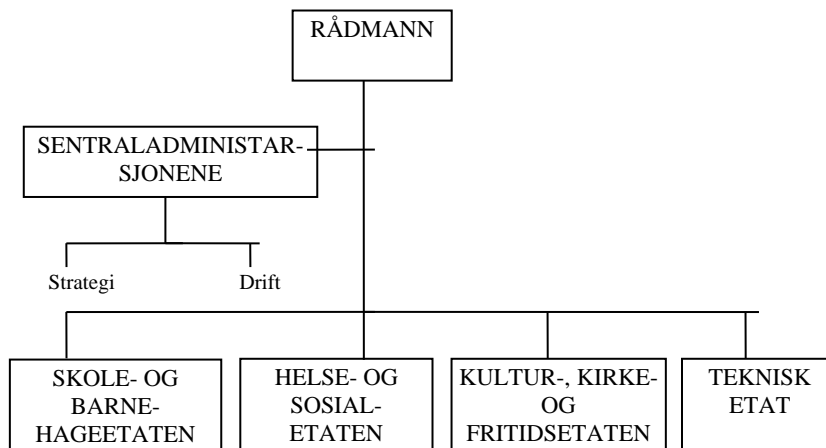 RÅDMANN
SENTRALADMINISTAR-
SJONENE
Strategi
Drift
SKOLE- OG
BARNE-
HAGEETATEN
HELSE- OG
SOSIAL-
ETATEN
KULTUR-, KIRKE-
OG
FRITIDSETATEN
TEKNISK
ETAT